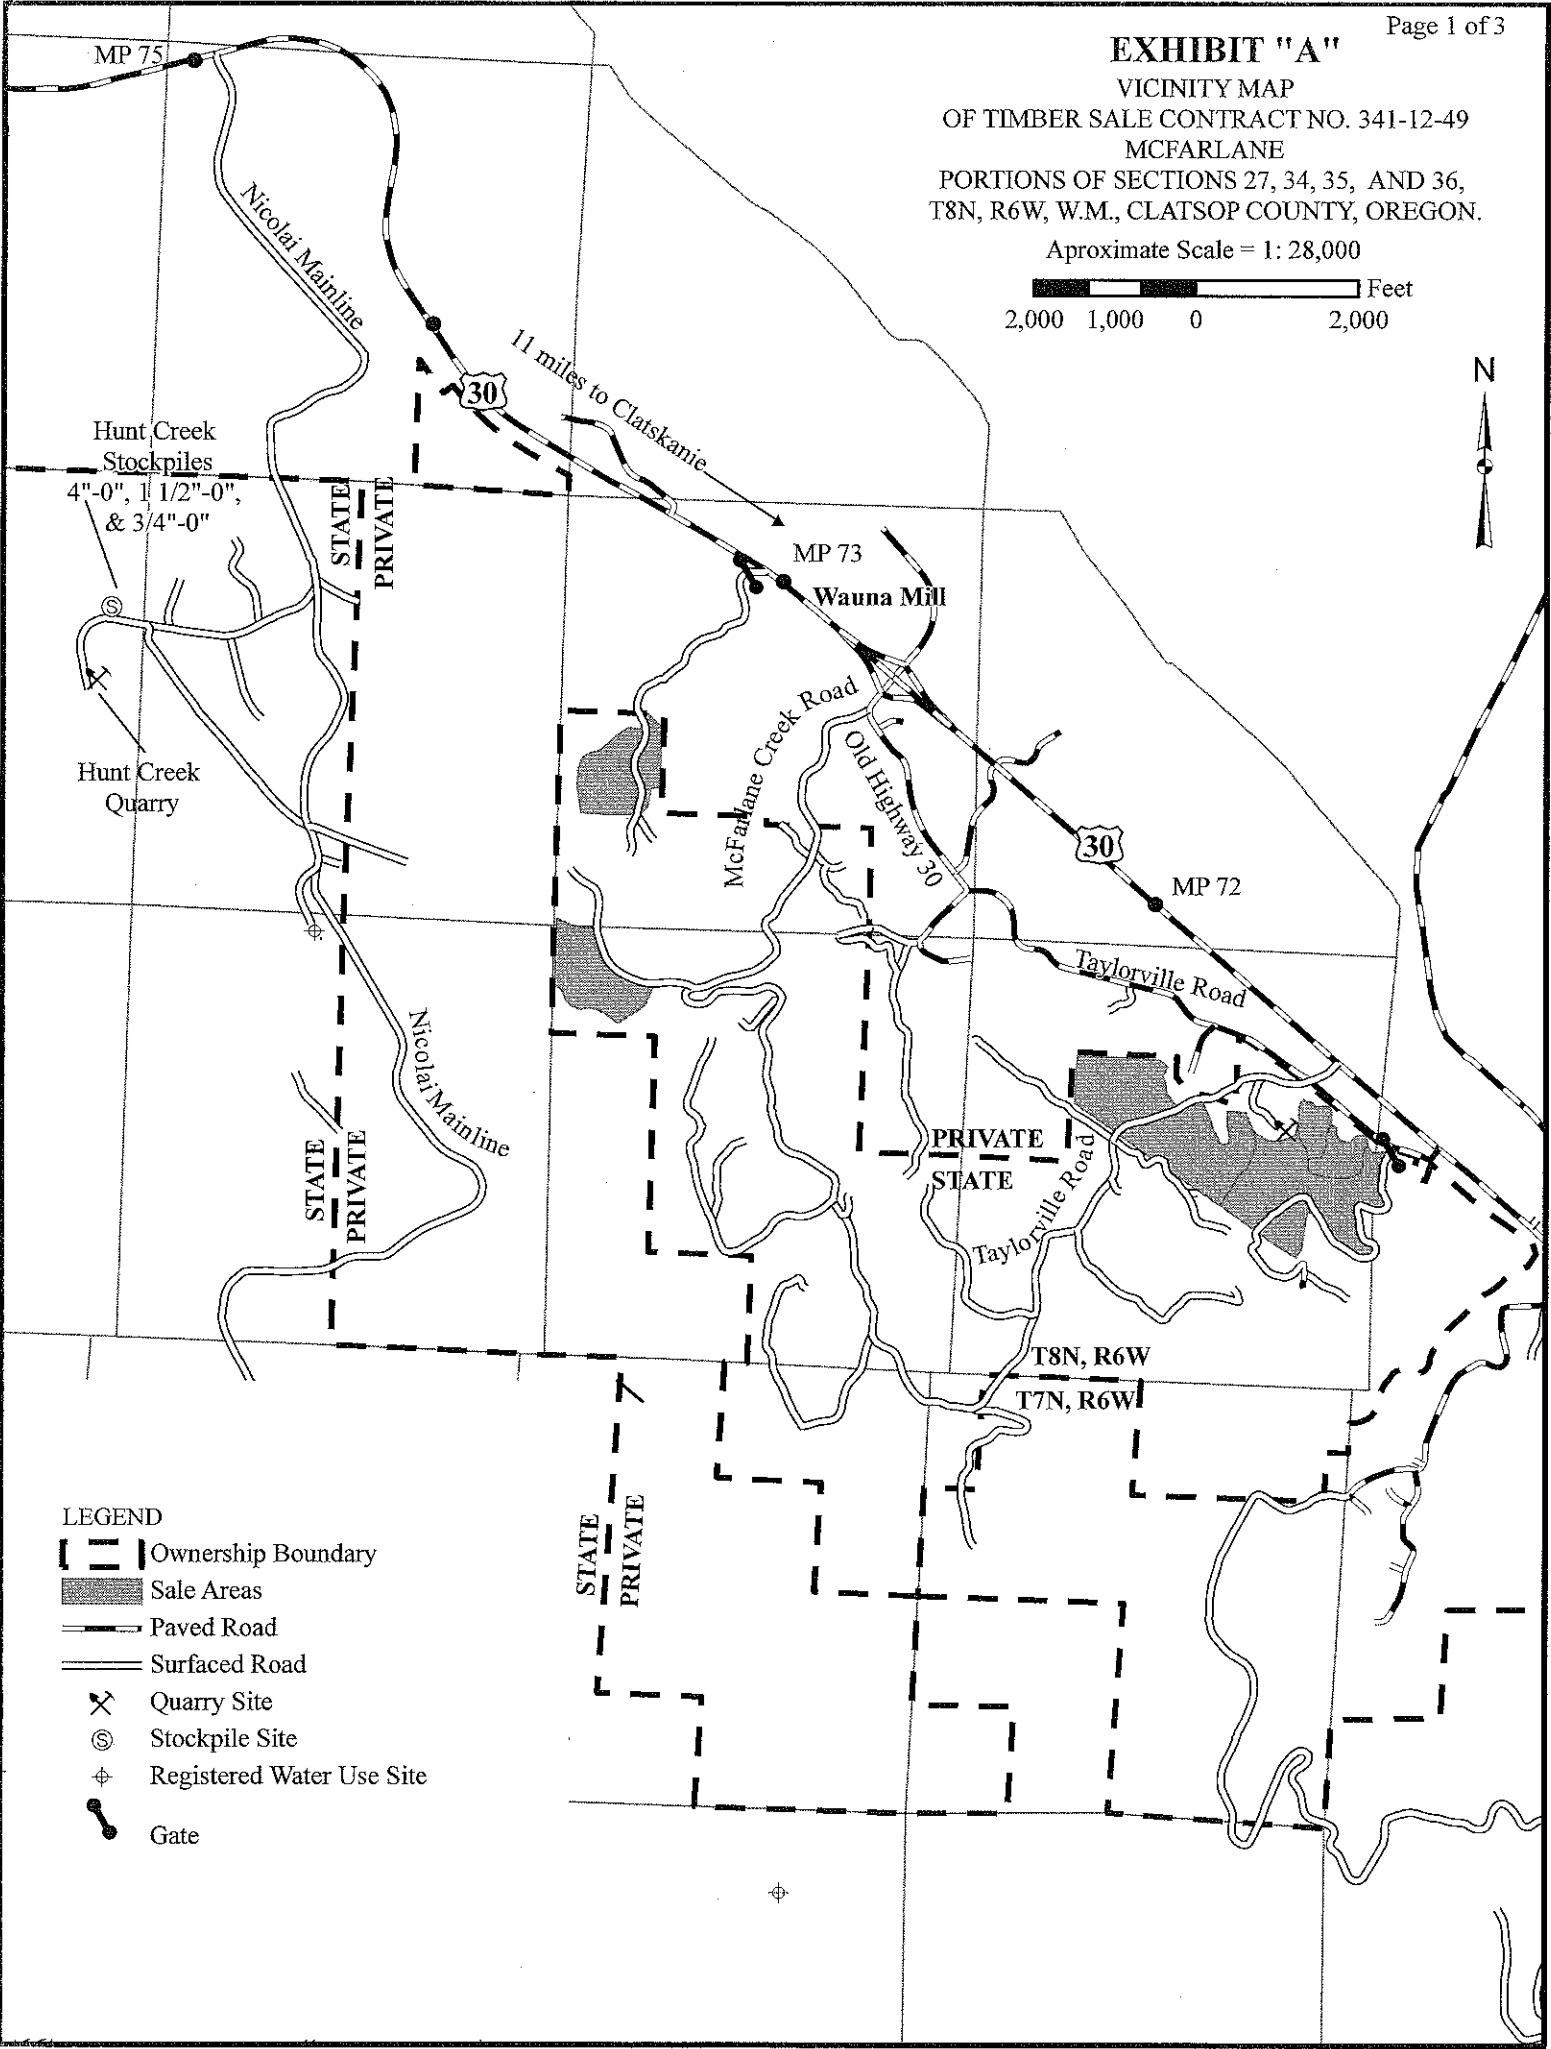 Page 1 of 3
EXHIBIT "A"
VICINITY MAP
OF TIMBER SALE CONTRACT NO. 341-12-49
MCFARLANE
PORTIONS OF SECTIONS 27, 34, 35, AND 36,
T8N, R6W, W.M., CLATSOP COUNTY, OREGON.
Aproximate Scale = 1: 28,000
Feet
2,000 1,000 0 2,000
N
MP 75
Nicolai Mainline
30
11 miles to Clatskanie
Hunt Creek
Stockpiles
4"-0", 1 1/2"-0",
& 3/4"-0"
STATE
PRIVATE
MP 73
Wauna Mill
S
Hunt Creek
Quarry
McFarlane Creek Road
Old Highway 30
30
MP 72
Taylorville Road
Nicolai Mainline
STATE
PRIVATE
PRIVATE
STATE
Taylorville Road
T8N, R6W
T7N, R6W
STATE
PRIVATE
LEGEND
Ownership Boundary
Sale Areas
Paved Road
Surfaced Road
Quarry Site
S Stockpile Site
Registered Water Use Site
Gate